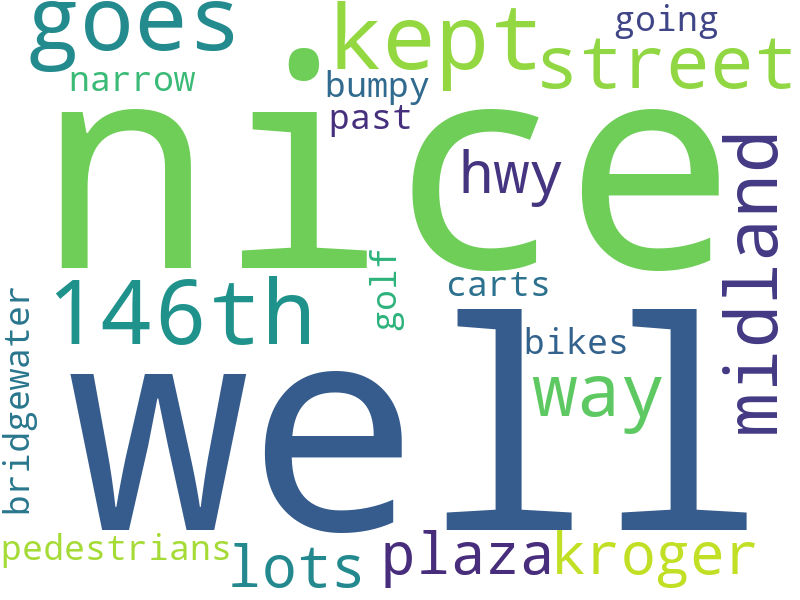 goes
kept
going
street
narrow
bumpy
past
nice
hwy
midland
golf
carts
146th
bridgewater
bikes
way
well
pedestrians
lots
plaza
kroger